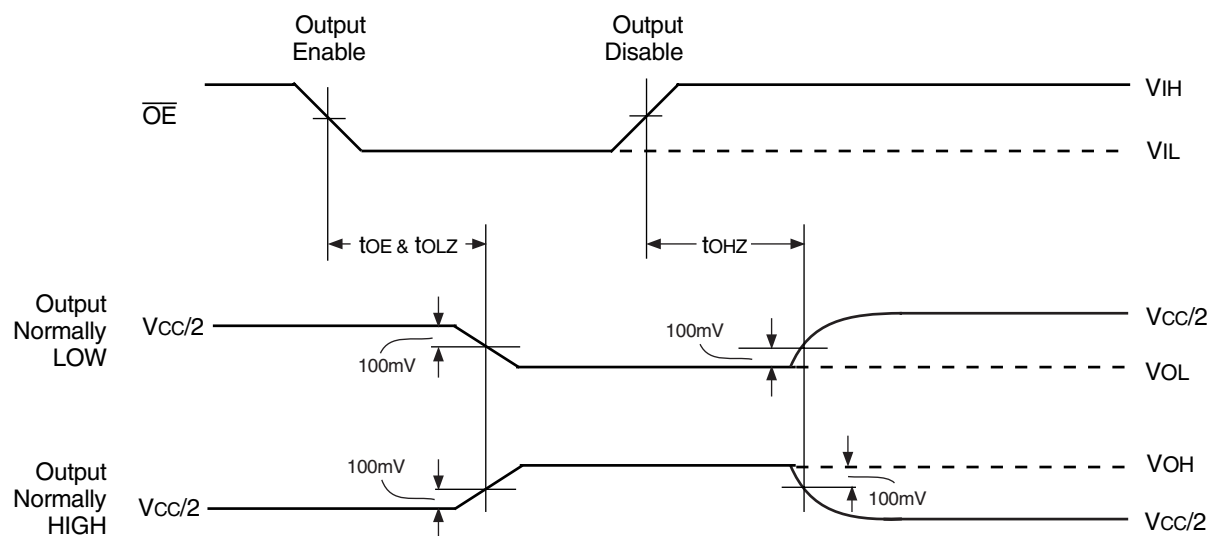 Output
Enable
Output
Disable
OE
VIH
VIL
tOE & tOLZ
tOHZ
Output
Normally
LOW
VCC/2
100mV
100mV
VCC/2
VOL
Output
Normally
HIGH
VCC/2
100mV
VOH
100mV
VCC/2